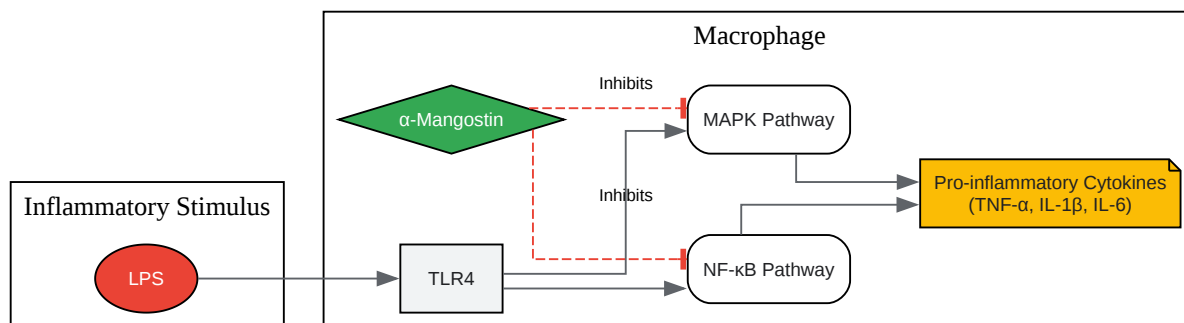 Macrophage
Inhibits
α-Mangostin
MAPK Pathway
Pro-inflammatory Cytokines
(TNF-α, IL-1β, IL-6)
Inhibits
Inflammatory Stimulus
LPS
TLR4
NF-κB Pathway